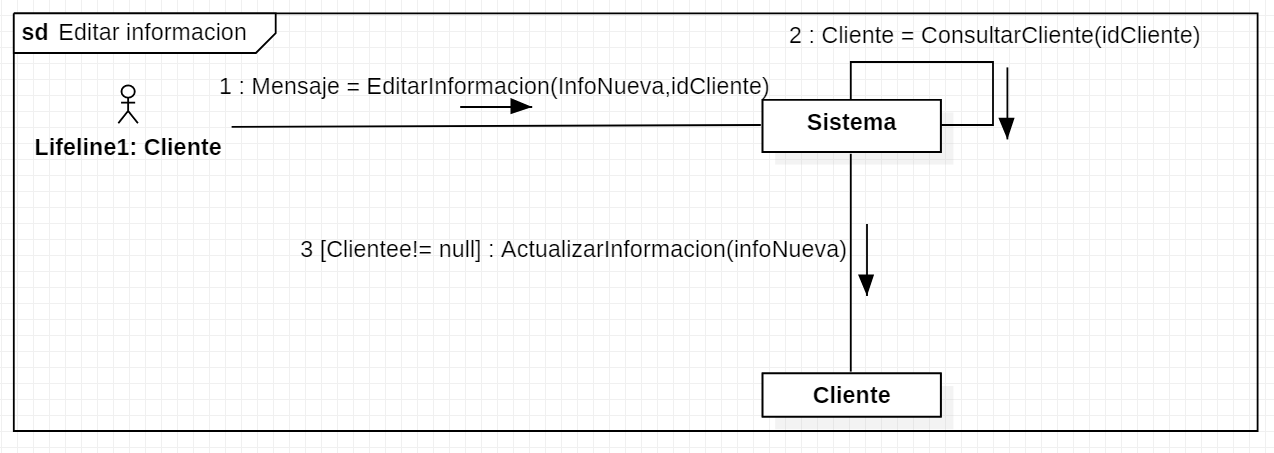 sd Editar informacion
2 : Cliente = ConsultarCliente(idCliente)
1 : Mensaje = EditarInformacion(InfoNueva,idCliente)
Sistema
Lifeline1: Cliente
3 [Clientee!= null] : ActualizarInformacion(infoNueva)
Cliente